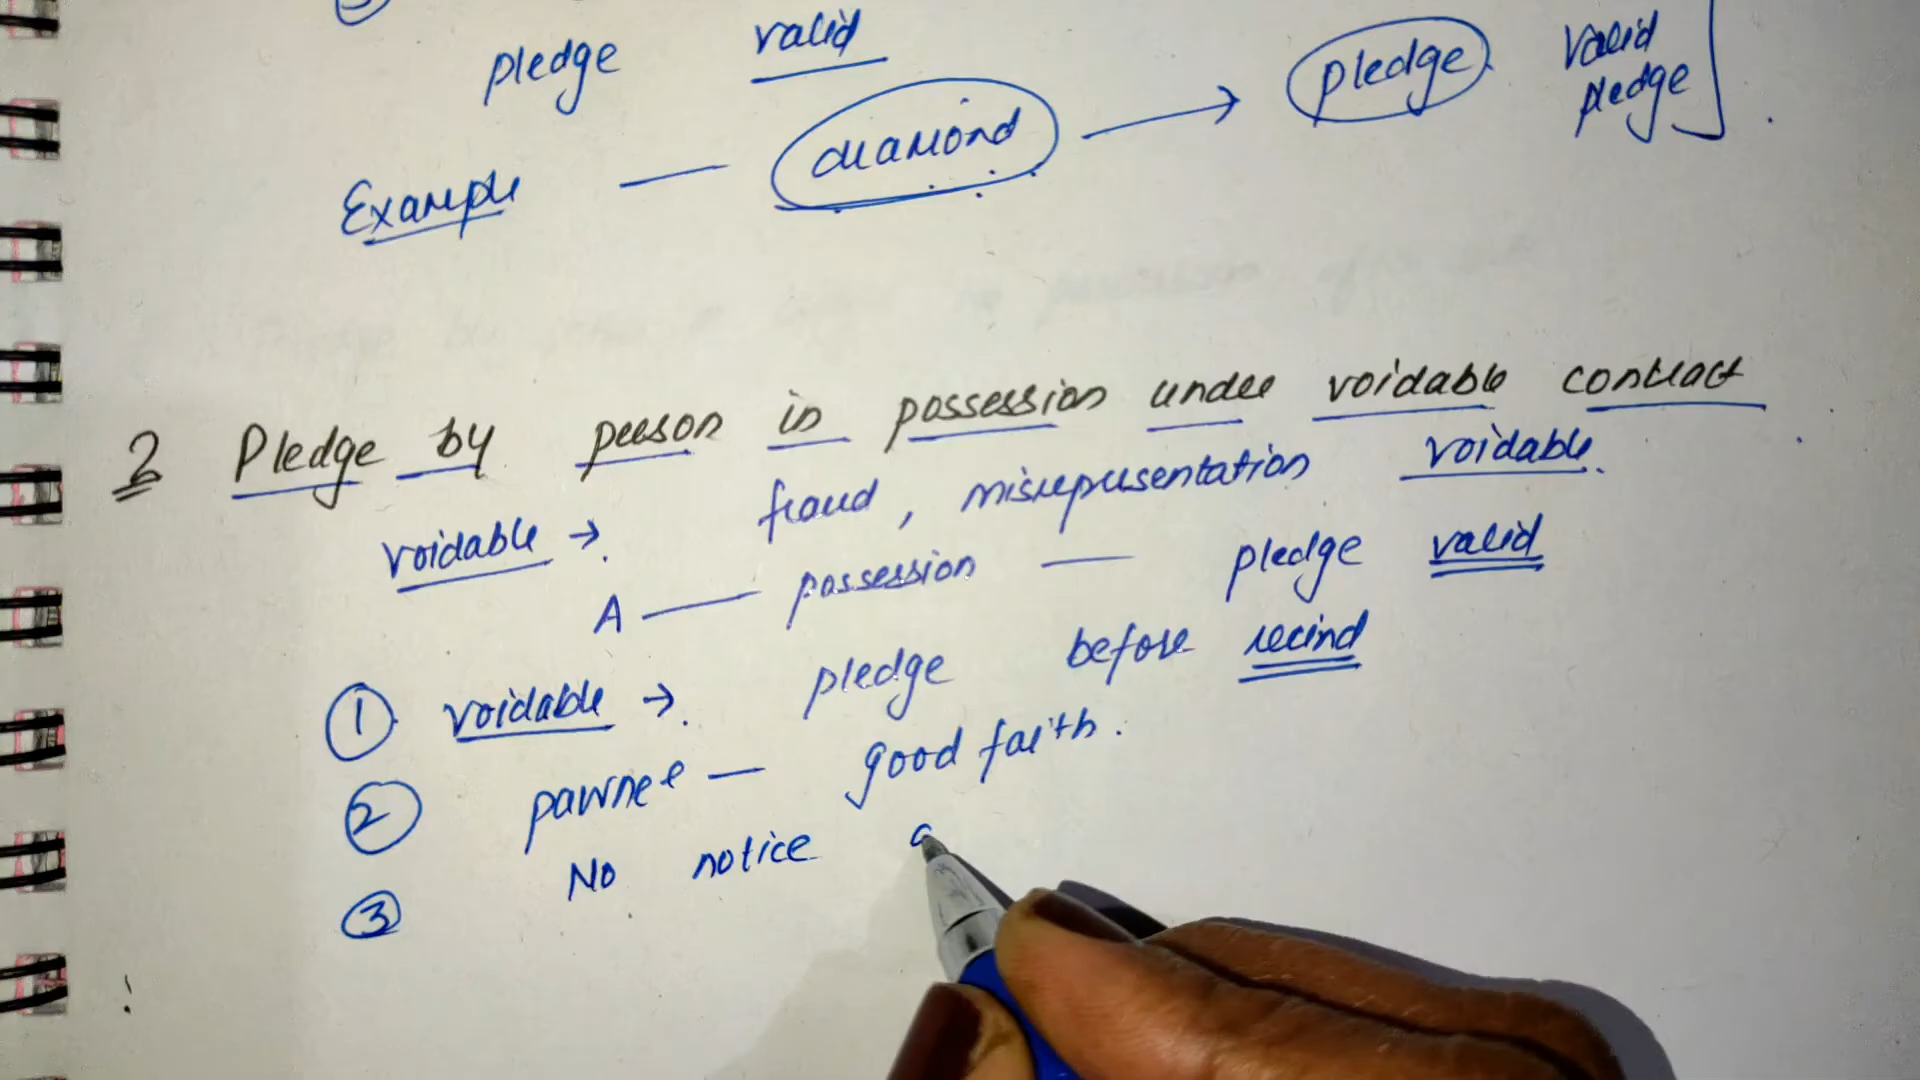 pledge valid
Example — diamond → pledge valid pledge
2 Pledge by person in possession under voidable contract
voidable → fraud, misrepresentation voidable.
A — possession — pledge valid
① voidable → pledge before recind
② pawnee — good faith.
③ No notice